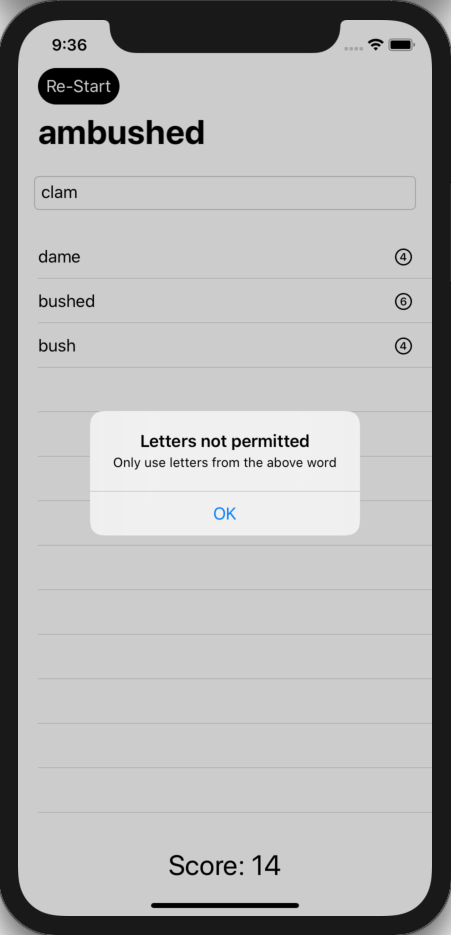 9:36
Re-Start
ambushed
clam
dame 4
bushed 6
bush 4
Letters not permitted
Only use letters from the above word
OK
Score: 14